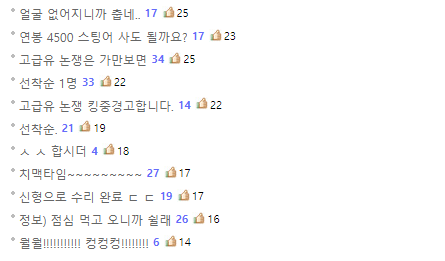 얼굴 없어지니까 춥네.. 17 25
연봉 4500 스팅어 사도 될까요? 17 23
고급유 논쟁은 가만보면 34 25
선착순 1명 33 22
고급유 논쟁 킹중경고합니다. 14 22
선착순. 21 19
ㅅ ㅅ 합시더 4 18
치맥타임~~~~~~~~~ 27 17
신형으로 수리 완료 ㄷ ㄷ 19 17
정보) 점심 먹고 오니까 쉴래 26 16
월월!!!!!!!!!!! 컹컹컹!!!!!!!! 6 14